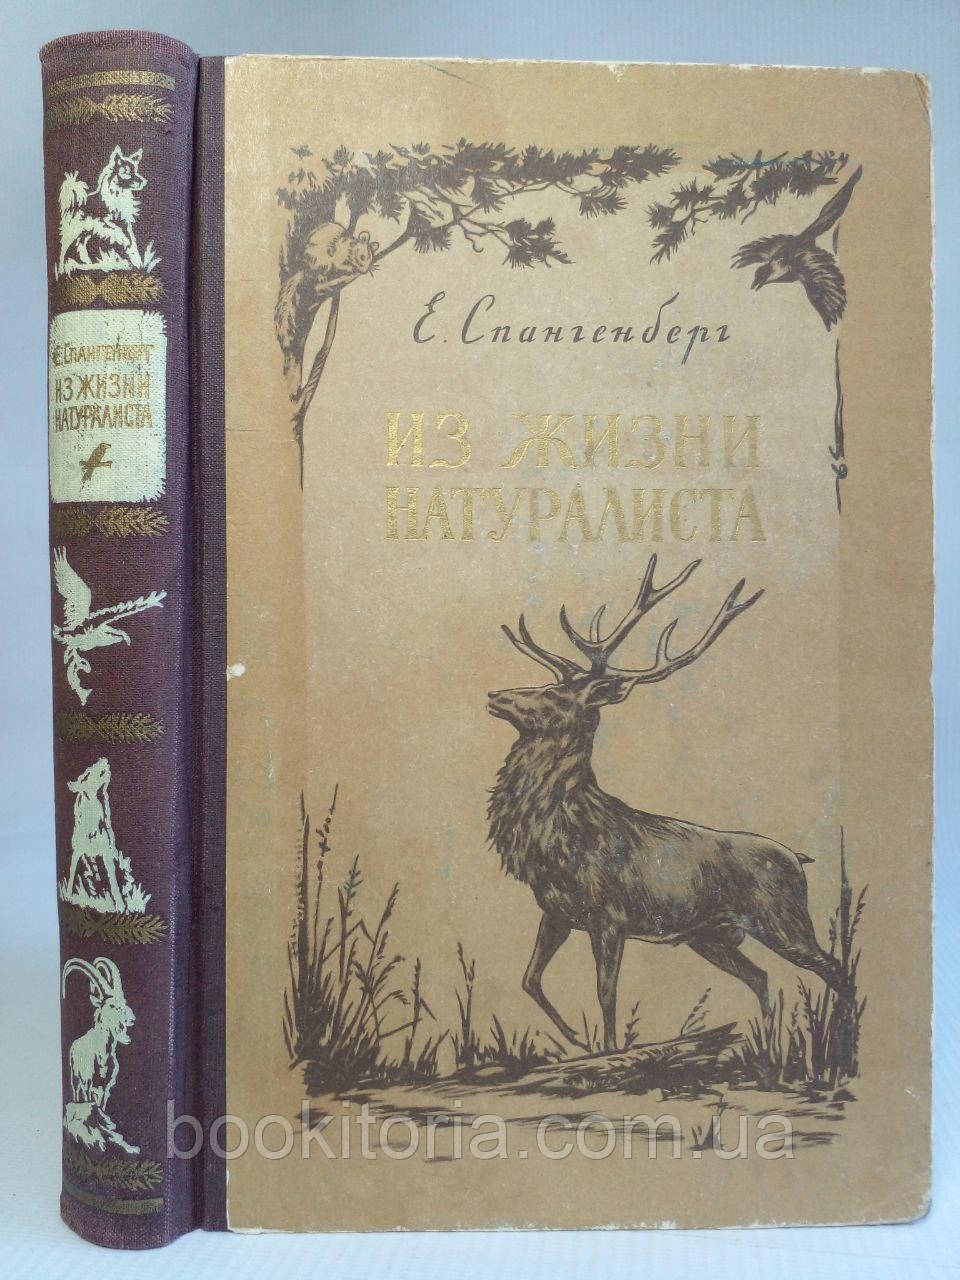 Е. Спангенберг
ИЗ ЖИЗНИ
НАТУРАЛИСТА
Е. СПАНГЕНБЕРГ
ИЗ ЖИЗНИ
НАТУРАЛИСТА
bookitoria.com.ua